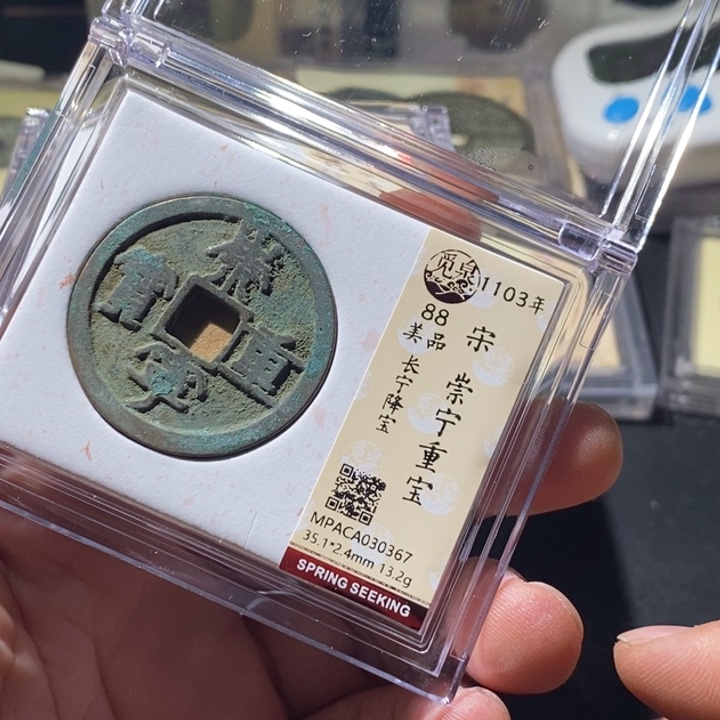 崇
重
寧
寶
觅泉
1103年
88
美品
宋
崇宁重宝
长宁降宝
MPACA030367
35.1*2.4mm 13.2g
SPRING SEEKING